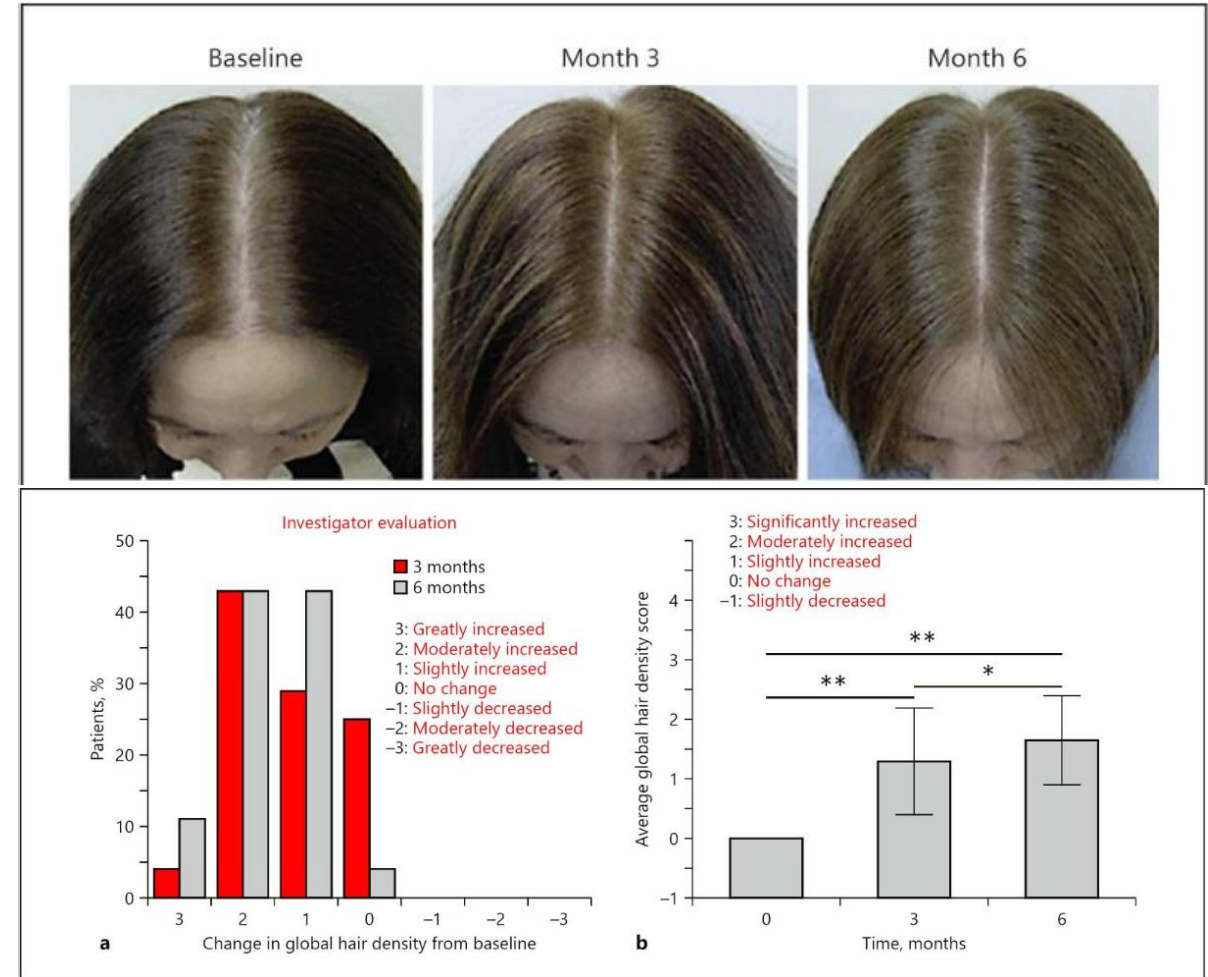 Baseline
Month 3
Month 6
Investigator evaluation
50
40
30
20
10
0
Patients, %
3 months
6 months
3: Greatly increased
2: Moderately increased
1: Slightly increased
0: No change
–1: Slightly decreased
–2: Moderately decreased
–3: Greatly decreased
3 2 1 0 –1 –2 –3
a Change in global hair density from baseline
3: Significantly increased
2: Moderately increased
1: Slightly increased
0: No change
–1: Slightly decreased
4
3
2
1
0
–1
Average global hair density score
**
**
*
0 3 6
b Time, months